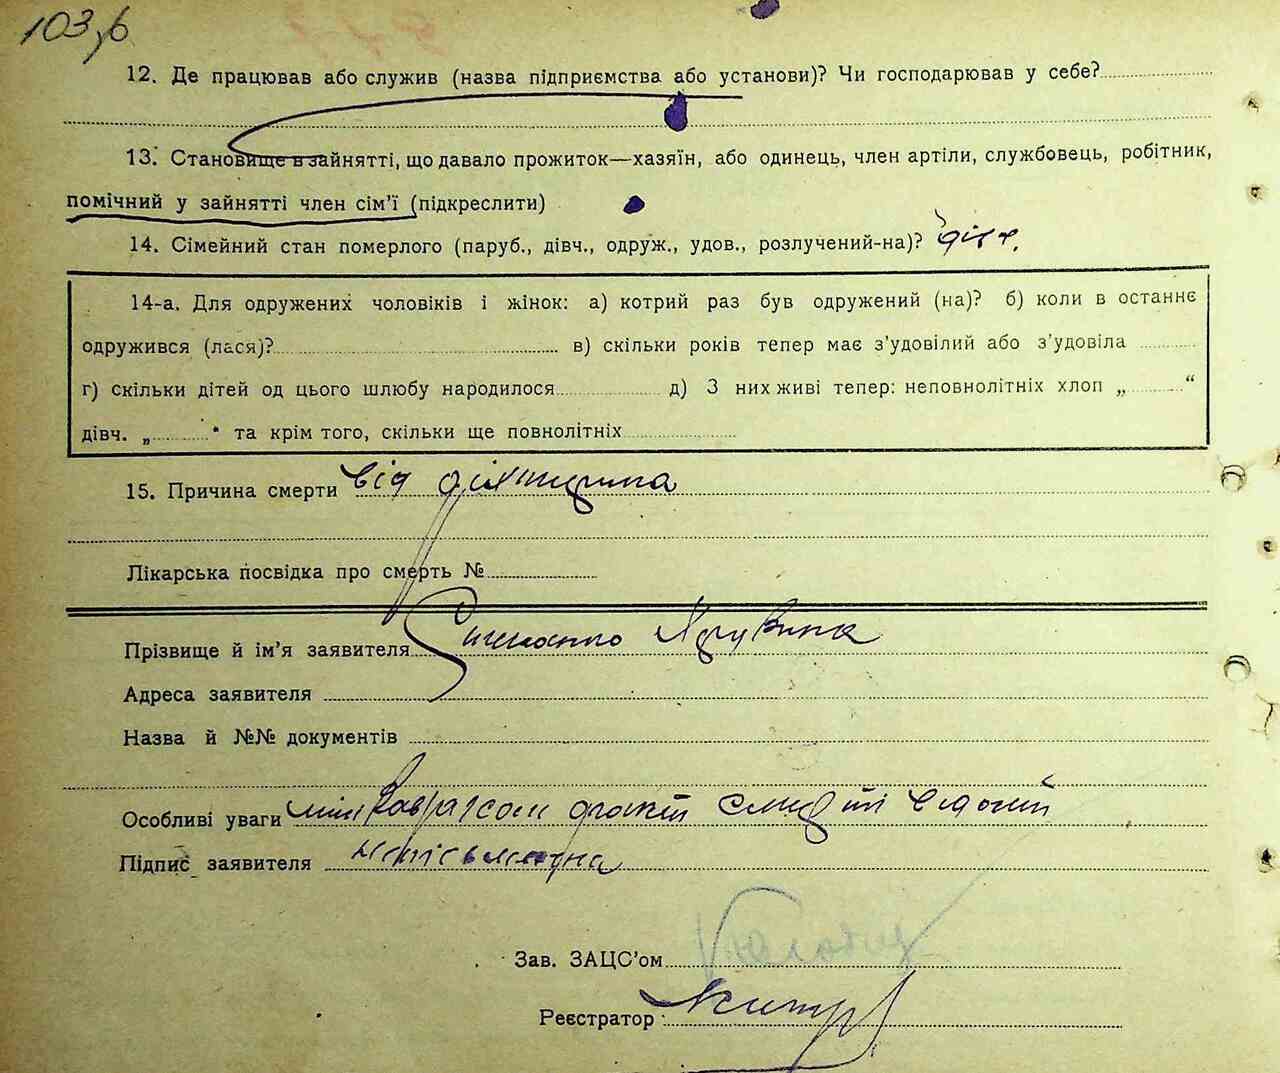 103,б
12. Де працював або служив (назва підприємства або установи)? Чи господарював у себе?
13. Становище в зайнятті, що давало прожиток—хазяїн, або одинець, член артіли, службовець, робітник,
помічний у зайнятті член сім'ї (підкреслити)
14. Сімейний стан померлого (паруб., дівч., одруж., удов., розлучений-на)?
14-а. Для одружених чоловіків і жінок: а) котрий раз був одружений (на)? б) коли в останнє
одружився (лася)? в) скільки років тепер має з'удовілий або з'удовіла
г) скільки дітей од цього шлюбу народилося д) З них живі тепер: неповнолітніх хлоп „ “
дівч. „ “ та крім того, скільки ще повнолітніх
15. Причина смерти від
Лікарська посвідка про смерть №
Прізвище й ім'я заявителя
Адреса заявителя
Назва й №№ документів
Особливі уваги факт смерти відомий
Підпис заявителя
Зав. ЗАЦС'ом
Реєстратор